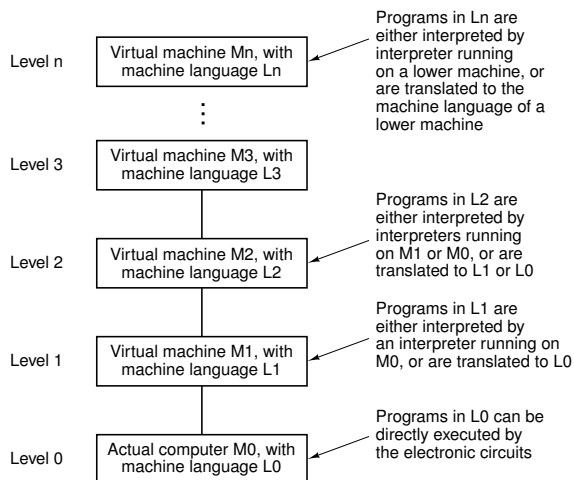 Level n
Virtual machine Mn, with
machine language Ln
Programs in Ln are
either interpreted by
interpreter running
on a lower machine, or
are translated to the
machine language of a
lower machine
Level 3
Virtual machine M3, with
machine language L3
Level 2
Virtual machine M2, with
machine language L2
Programs in L2 are
either interpreted by
interpreters running
on M1 or M0, or are
translated to L1 or L0
Level 1
Virtual machine M1, with
machine language L1
Programs in L1 are
either interpreted by
an interpreter running on
M0, or are translated to L0
Level 0
Actual computer M0, with
machine language L0
Programs in L0 can be
directly executed by
the electronic circuits